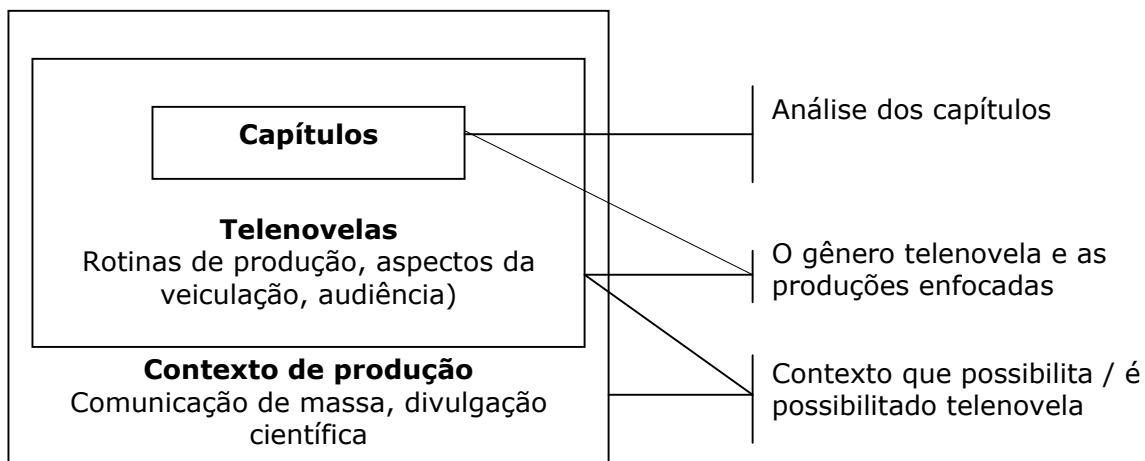 Capítulos
Telenovelas
Rotinas de produção, aspectos da
veiculação, audiência)
Contexto de produção
Comunicação de massa, divulgação
científica
Análise dos capítulos
O gênero telenovela e as
produções enfocadas
Contexto que possibilita / é
possibilitado telenovela